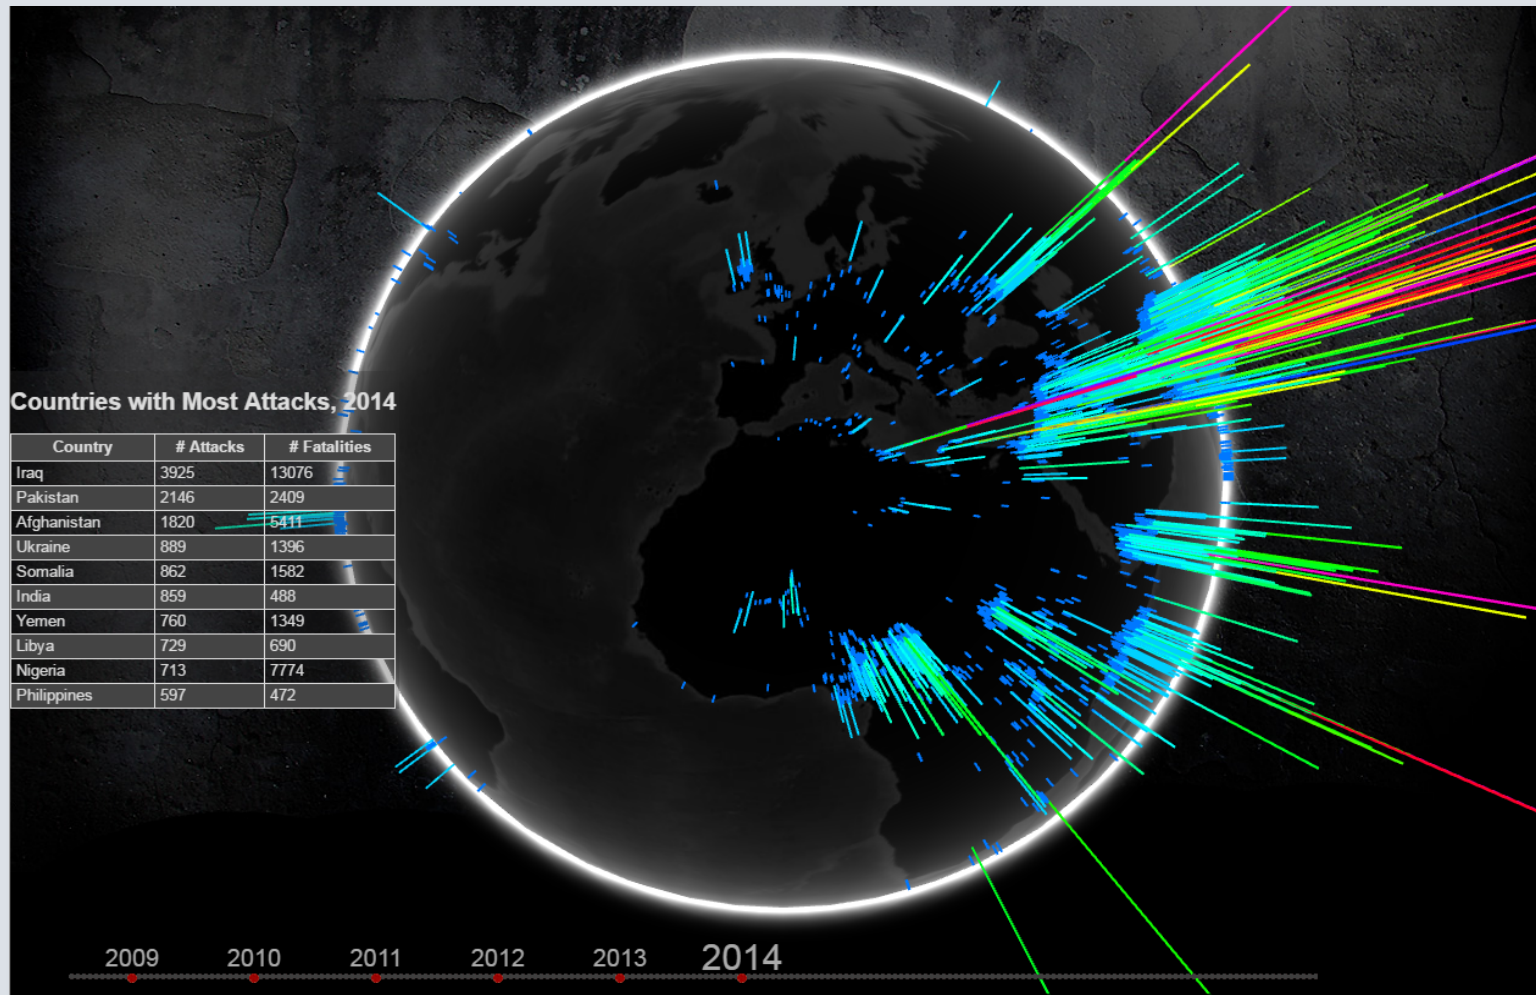 Countries with Most Attacks, 2014
Country # Attacks # Fatalities
Iraq 3925 13076
Pakistan 2146 2409
Afghanistan 1820 5411
Ukraine 889 1396
Somalia 862 1582
India 859 488
Yemen 760 1349
Libya 729 690
Nigeria 713 7774
Philippines 597 472
2009 2010 2011 2012 2013 2014